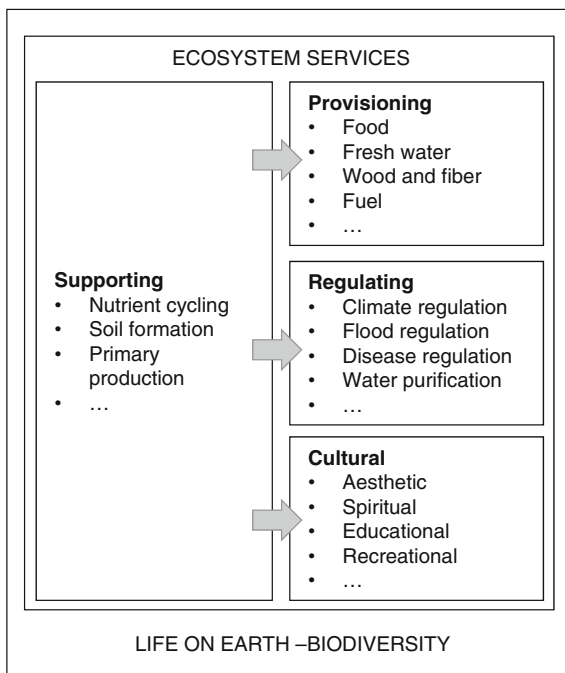 ECOSYSTEM SERVICES
Supporting
• Nutrient cycling
• Soil formation
• Primary
production
• …
Provisioning
• Food
• Fresh water
• Wood and fiber
• Fuel
• …
Regulating
• Climate regulation
• Flood regulation
• Disease regulation
• Water purification
• …
Cultural
• Aesthetic
• Spiritual
• Educational
• Recreational
• …
LIFE ON EARTH –BIODIVERSITY